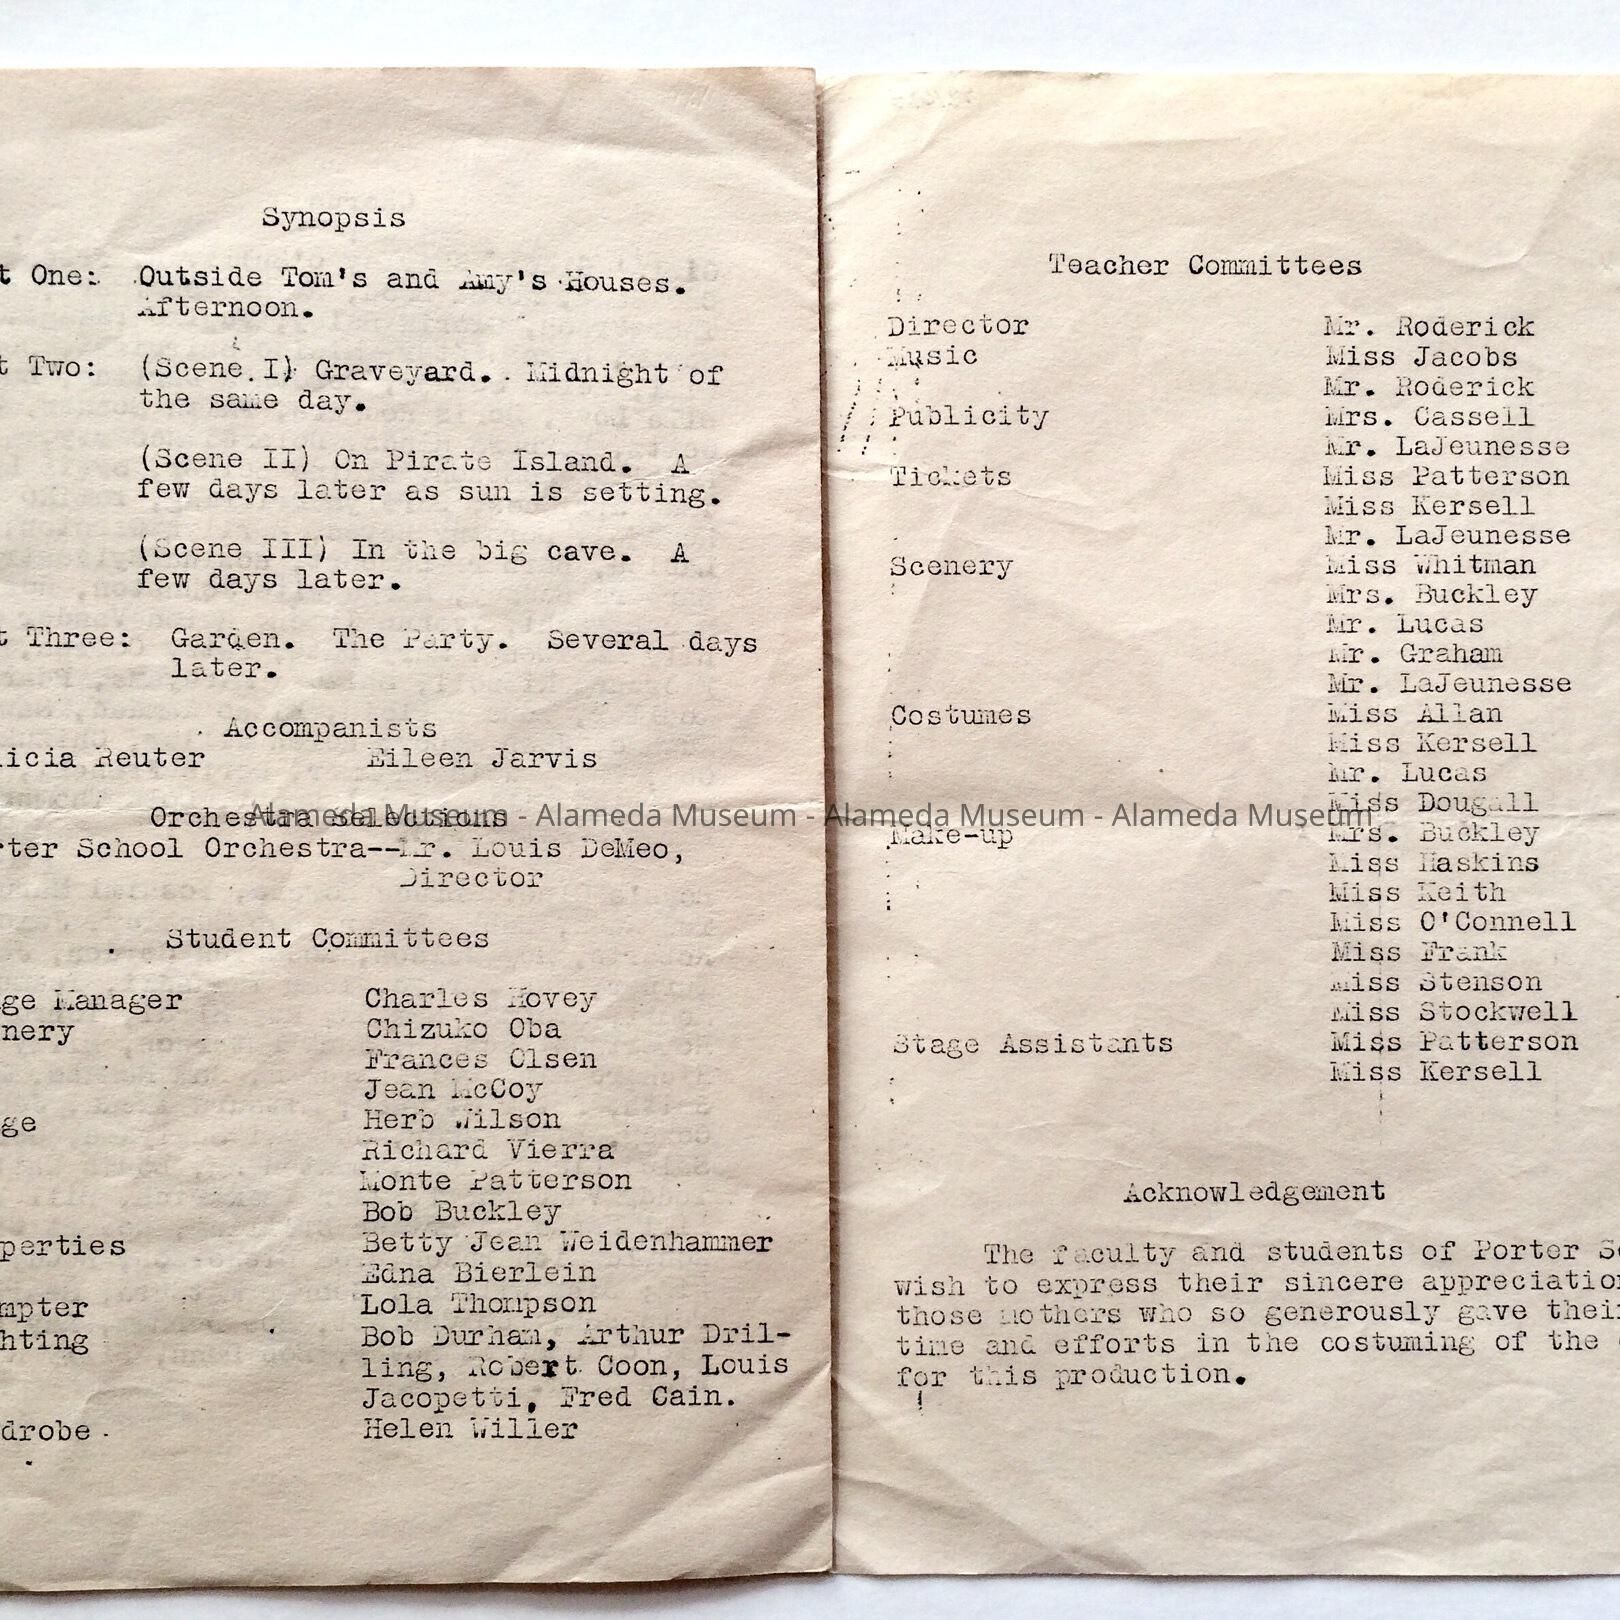 Synopsis
t One: Outside Tom's and Amy's Houses.
Afternoon.
t Two: (Scene I) Graveyard. Midnight of
the same day.
(Scene II) On Pirate Island. A
few days later as sun is setting.
(Scene III) In the big cave. A
few days later.
t Three: Garden. The Party. Several days
later.
Accompanists
icia Reuter Eileen Jarvis
Orchestra Selections
rter School Orchestra--Mr. Louis DeMeo,
Director
Student Committees
ge Manager Charles Hovey
nery Chizuko Oba
Frances Olsen
Jean McCoy
ge Herb Wilson
Richard Vierra
Monte Patterson
Bob Buckley
perties Betty Jean Weidenhammer
Edna Bierlein
mpter Lola Thompson
hting Bob Durham, Arthur Dril-
ling, Robert Coon, Louis
Jacopetti, Fred Cain.
drobe Helen Willer
Teacher Committees
Director Mr. Roderick
Music Miss Jacobs
Mr. Roderick
Publicity Mrs. Cassell
Mr. LaJeunesse
Tickets Miss Patterson
Miss Kersell
Mr. LaJeunesse
Scenery Miss Whitman
Mrs. Buckley
Mr. Lucas
Mr. Graham
Mr. LaJeunesse
Costumes Miss Allan
Miss Kersell
Mr. Lucas
Miss Dougall
Make-up Mrs. Buckley
Miss Haskins
Miss Keith
Miss O'Connell
Miss Frank
Miss Stenson
Miss Stockwell
Stage Assistants Miss Patterson
Miss Kersell
Acknowledgement
The faculty and students of Porter Sc
wish to express their sincere appreciation
those mothers who so generously gave their
time and efforts in the costuming of the
for this production.
Alameda Museum - Alameda Museum - Alameda Museum - Alameda Museum